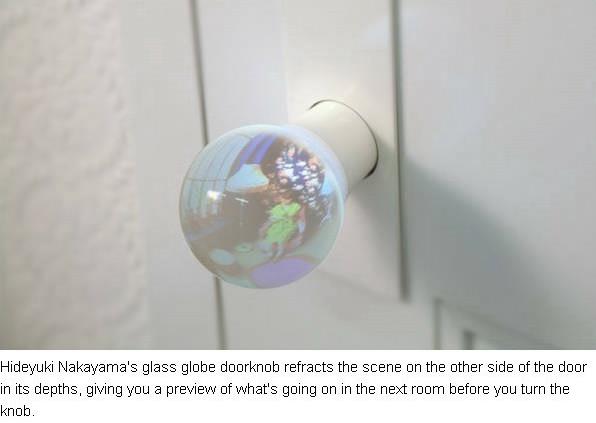 Hideyuki Nakayama's glass globe doorknob refracts the scene on the other side of the door
in its depths, giving you a preview of what's going on in the next room before you turn the
knob.